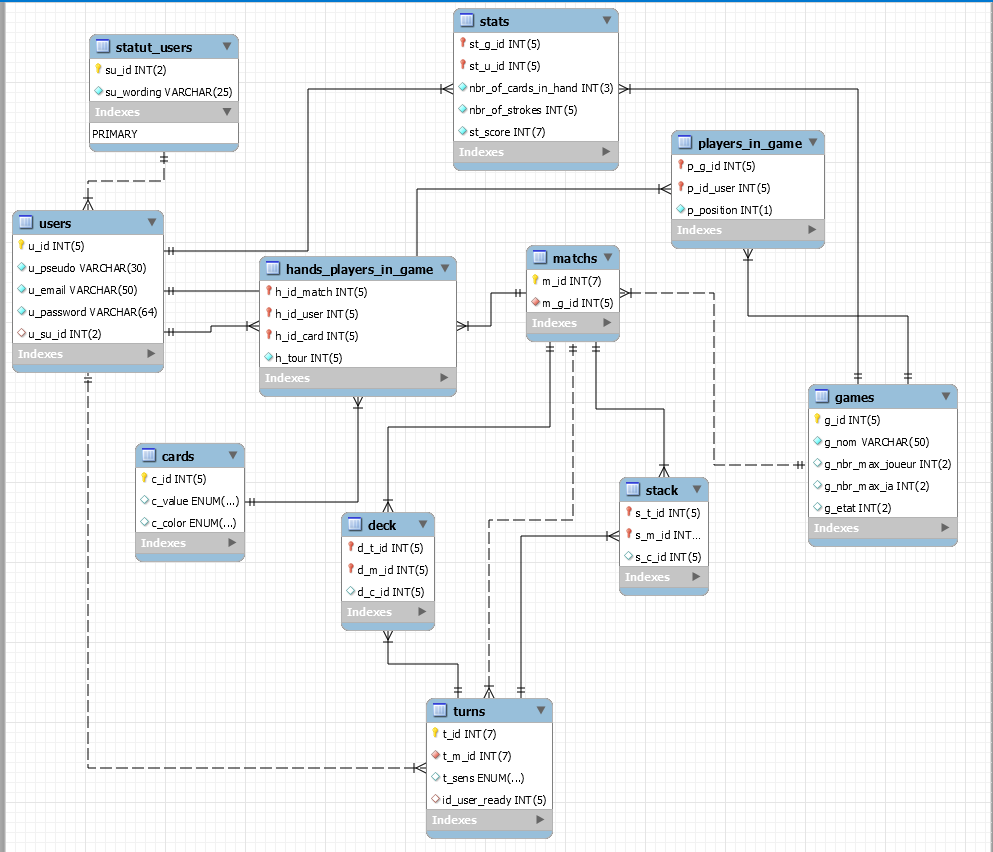 statut_users
su_id INT(2)
su_wording VARCHAR(25)
Indexes
PRIMARY
stats
st_g_id INT(5)
st_u_id INT(5)
nbr_of_cards_in_hand INT(3)
nbr_of_strokes INT(5)
st_score INT(7)
Indexes
players_in_game
p_g_id INT(5)
p_id_user INT(5)
p_position INT(1)
Indexes
users
u_id INT(5)
u_pseudo VARCHAR(30)
u_email VARCHAR(50)
u_password VARCHAR(64)
u_su_id INT(2)
Indexes
hands_players_in_game
h_id_match INT(5)
h_id_user INT(5)
h_id_card INT(5)
h_tour INT(5)
Indexes
matchs
m_id INT(7)
m_g_id INT(5)
Indexes
games
g_id INT(5)
g_nom VARCHAR(50)
g_nbr_max_joueur INT(2)
g_nbr_max_ia INT(2)
g_etat INT(2)
Indexes
cards
c_id INT(5)
c_value ENUM(...)
c_color ENUM(...)
Indexes
deck
d_t_id INT(5)
d_m_id INT(5)
d_c_id INT(5)
Indexes
stack
s_t_id INT(5)
s_m_id INT...
s_c_id INT(5)
Indexes
turns
t_id INT(7)
t_m_id INT(7)
t_sens ENUM(...)
id_user_ready INT(5)
Indexes